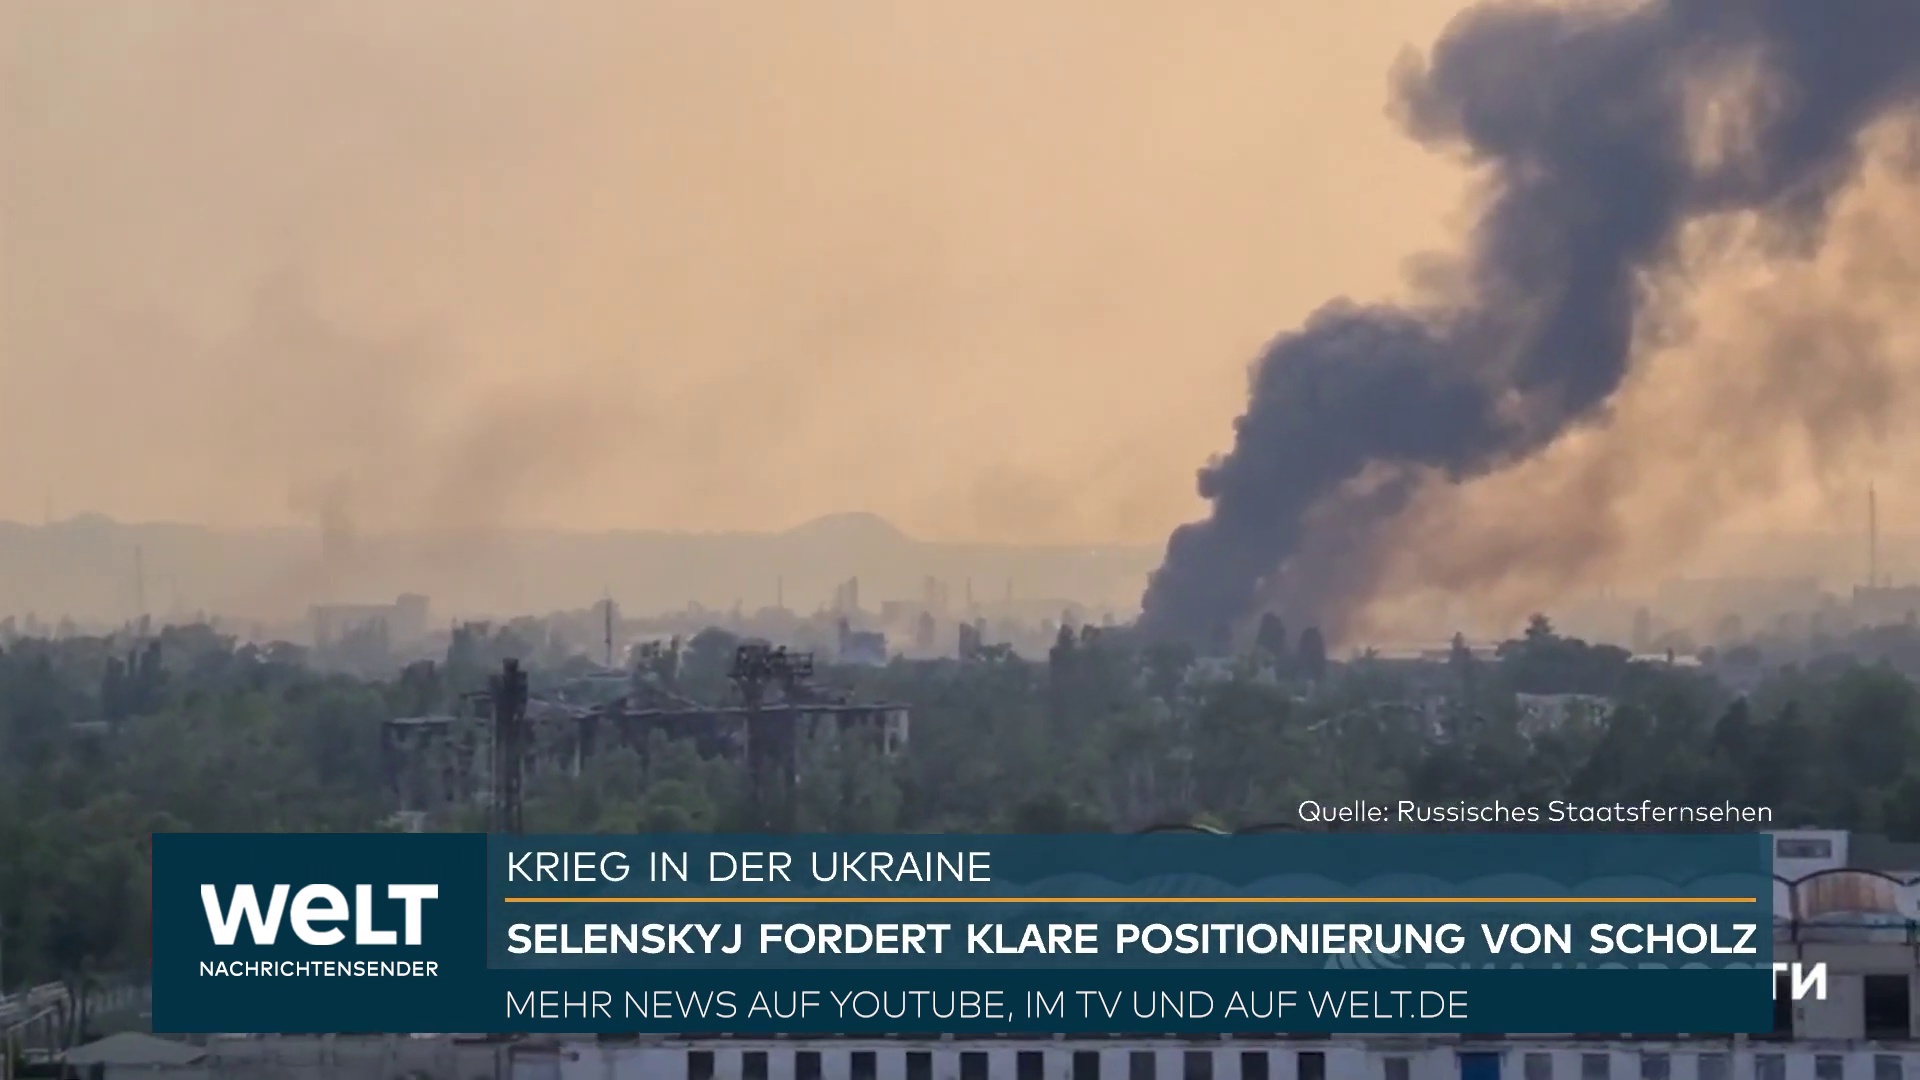 Quelle: Russisches Staatsfernsehen
KRIEG IN DER UKRAINE
WELT
NACHRICHTENSENDER
SELENSKYJ FORDERT KLARE POSITIONIERUNG VON SCHOLZ
MEHR NEWS AUF YOUTUBE, IM TV UND AUF WELT.DE